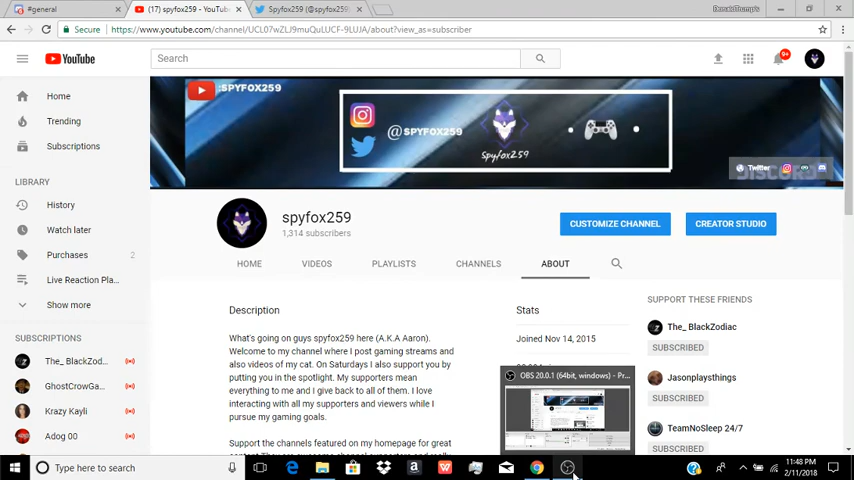 #general
(17) spyfox259 - YouTube
Spyfox259 (@spyfox259)
Secure
https://www.youtube.com/channel/UCL07wZLJ9muQuLUCF-9LUJA/about?view_as=subscriber
YouTube
Search
9+
:SPYFOX259
@SPYFOX259
Spyfox259
Twitter
Home
Trending
Subscriptions
LIBRARY
History
Watch later
Purchases
2
Live Reaction Pla...
Show more
SUBSCRIPTIONS
The_ BlackZod...
GhostCrowGa...
Krazy Kayli
Adog 00
spyfox259
1,314 subscribers
CUSTOMIZE CHANNEL
CREATOR STUDIO
HOME
VIDEOS
PLAYLISTS
CHANNELS
ABOUT
Description
What's going on guys spyfox259 here (A.K.A Aaron).
Welcome to my channel where I post gaming streams and
also videos of my cat. On Saturdays I also support you by
putting you in the spotlight. My supporters mean
everything to me and I give back to all of them. I love
interacting with all my supporters and viewers while I
pursue my gaming goals.
Support the channels featured on my homepage for great
Stats
Joined Nov 14, 2015
SUPPORT THESE FRIENDS
The_ BlackZodiac
SUBSCRIBED
Jasonplaysthings
SUBSCRIBED
TeamNoSleep 24/7
SUBSCRIBED
OBS 20.0.1 (64bit, windows) - Pr...
Type here to search
11:48 PM
2/11/2018